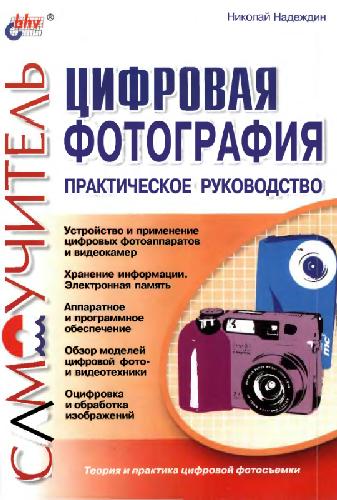 bhv®
Николай Надеждин
САМОУЧИТЕЛЬ
ЦИФРОВАЯ
ФОТОГРАФИЯ
ПРАКТИЧЕСКОЕ РУКОВОДСТВО
Устройство и применение
цифровых фотоаппаратов
и видеокамер
Хранение информации.
Электронная память
Аппаратное
и программное
обеспечение
Обзор моделей
цифровой фото-
и видеотехники
Оцифровка
и обработка
изображений
mc²
Теория и практика цифровой фотосъемки